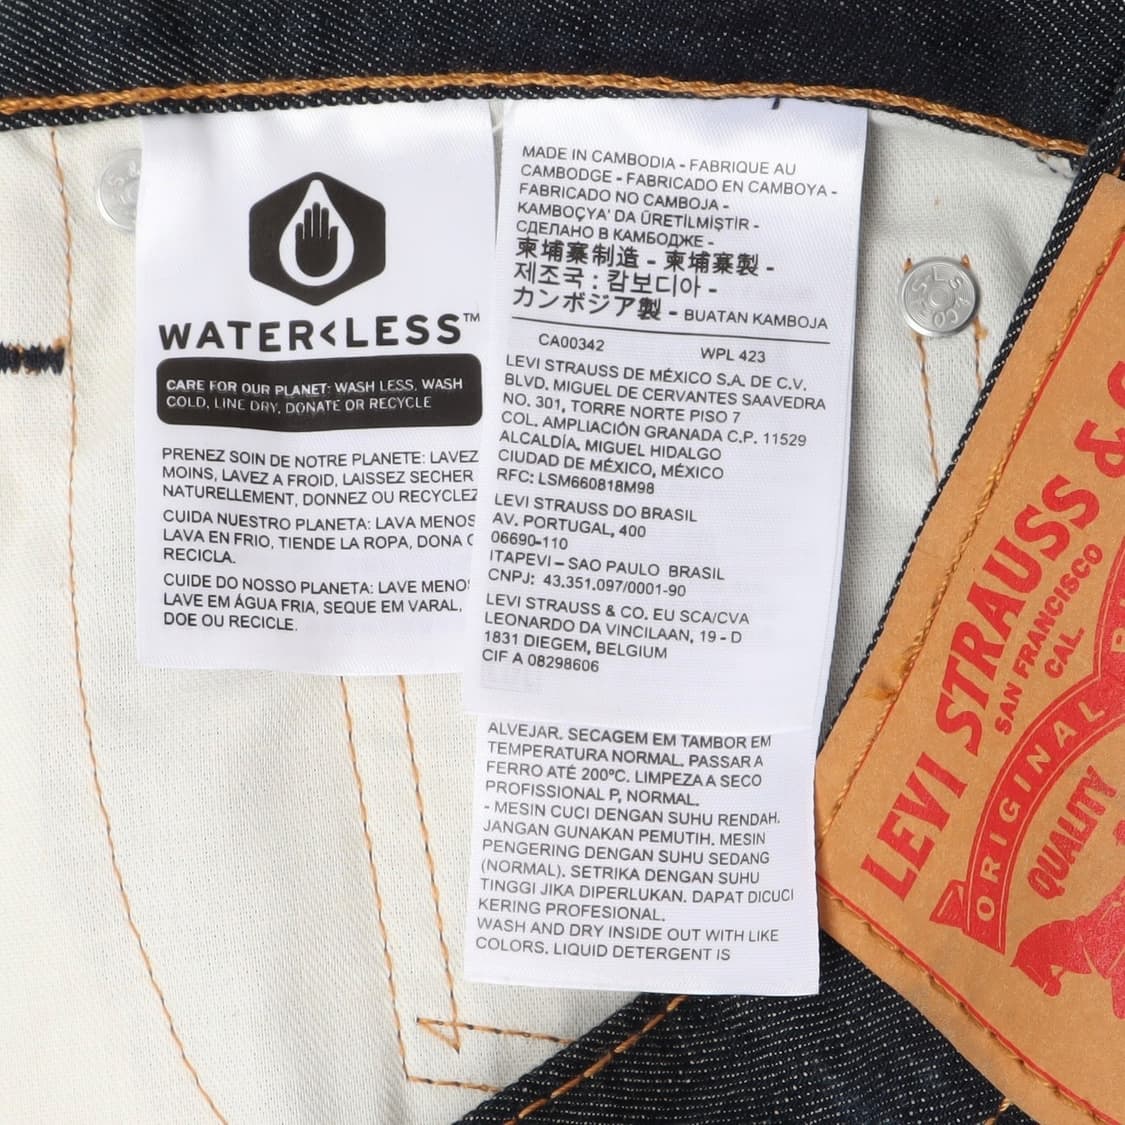 WATER<LESS™
CARE FOR OUR PLANET: WASH LESS, WASH
COLD, LINE DRY, DONATE OR RECYCLE
PRENEZ SOIN DE NOTRE PLANETE: LAVEZ
MOINS, LAVEZ A FROID, LAISSEZ SECHER
NATURELLEMENT, DONNEZ OU RECYCLEZ
CUIDA NUESTRO PLANETA: LAVA MENOS
LAVA EN FRIO, TIENDE LA ROPA, DONA
RECICLA.
CUIDE DO NOSSO PLANETA: LAVE MENOS
LAVE EM ÁGUA FRIA, SEQUE EM VARAL,
DOE OU RECICLE.
MADE IN CAMBODIA - FABRIQUE AU
CAMBODGE - FABRICADO EN CAMBOYA -
FABRICADO NO CAMBOJA -
KAMBOÇYA' DA ÜRETİLMİŞTİR -
СДЕЛАНО В КАМБОДЖЕ -
柬埔寨制造 - 柬埔寨製 -
제조국 : 캄보디아 -
カンボジア製 - BUATAN KAMBOJA
CA00342 WPL 423
LEVI STRAUSS DE MÉXICO S.A. DE C.V.
BLVD. MIGUEL DE CERVANTES SAAVEDRA
NO. 301, TORRE NORTE PISO 7
COL. AMPLIACIÓN GRANADA C.P. 11529
ALCALDÍA, MIGUEL HIDALGO
CIUDAD DE MÉXICO, MÉXICO
RFC: LSM660818M98
LEVI STRAUSS DO BRASIL
AV. PORTUGAL, 400
06690-110
ITAPEVI – SAO PAULO BRASIL
CNPJ: 43.351.097/0001-90
LEVI STRAUSS & CO. EU SCA/CVA
LEONARDO DA VINCILAAN, 19 - D
1831 DIEGEM, BELGIUM
CIF A 08298606
ALVEJAR. SECAGEM EM TAMBOR EM
TEMPERATURA NORMAL. PASSAR A
FERRO ATÉ 200ºC. LIMPEZA A SECO
PROFISSIONAL P, NORMAL.
- MESIN CUCI DENGAN SUHU RENDAH.
JANGAN GUNAKAN PEMUTIH. MESIN
PENGERING DENGAN SUHU SEDANG
(NORMAL). SETRIKA DENGAN SUHU
TINGGI JIKA DIPERLUKAN. DAPAT DICUCI
KERING PROFESIONAL.
WASH AND DRY INSIDE OUT WITH LIKE
COLORS. LIQUID DETERGENT IS
LEVI STRAUSS &
SAN FRANCISCO
CAL.
ORIGINAL
QUALITY